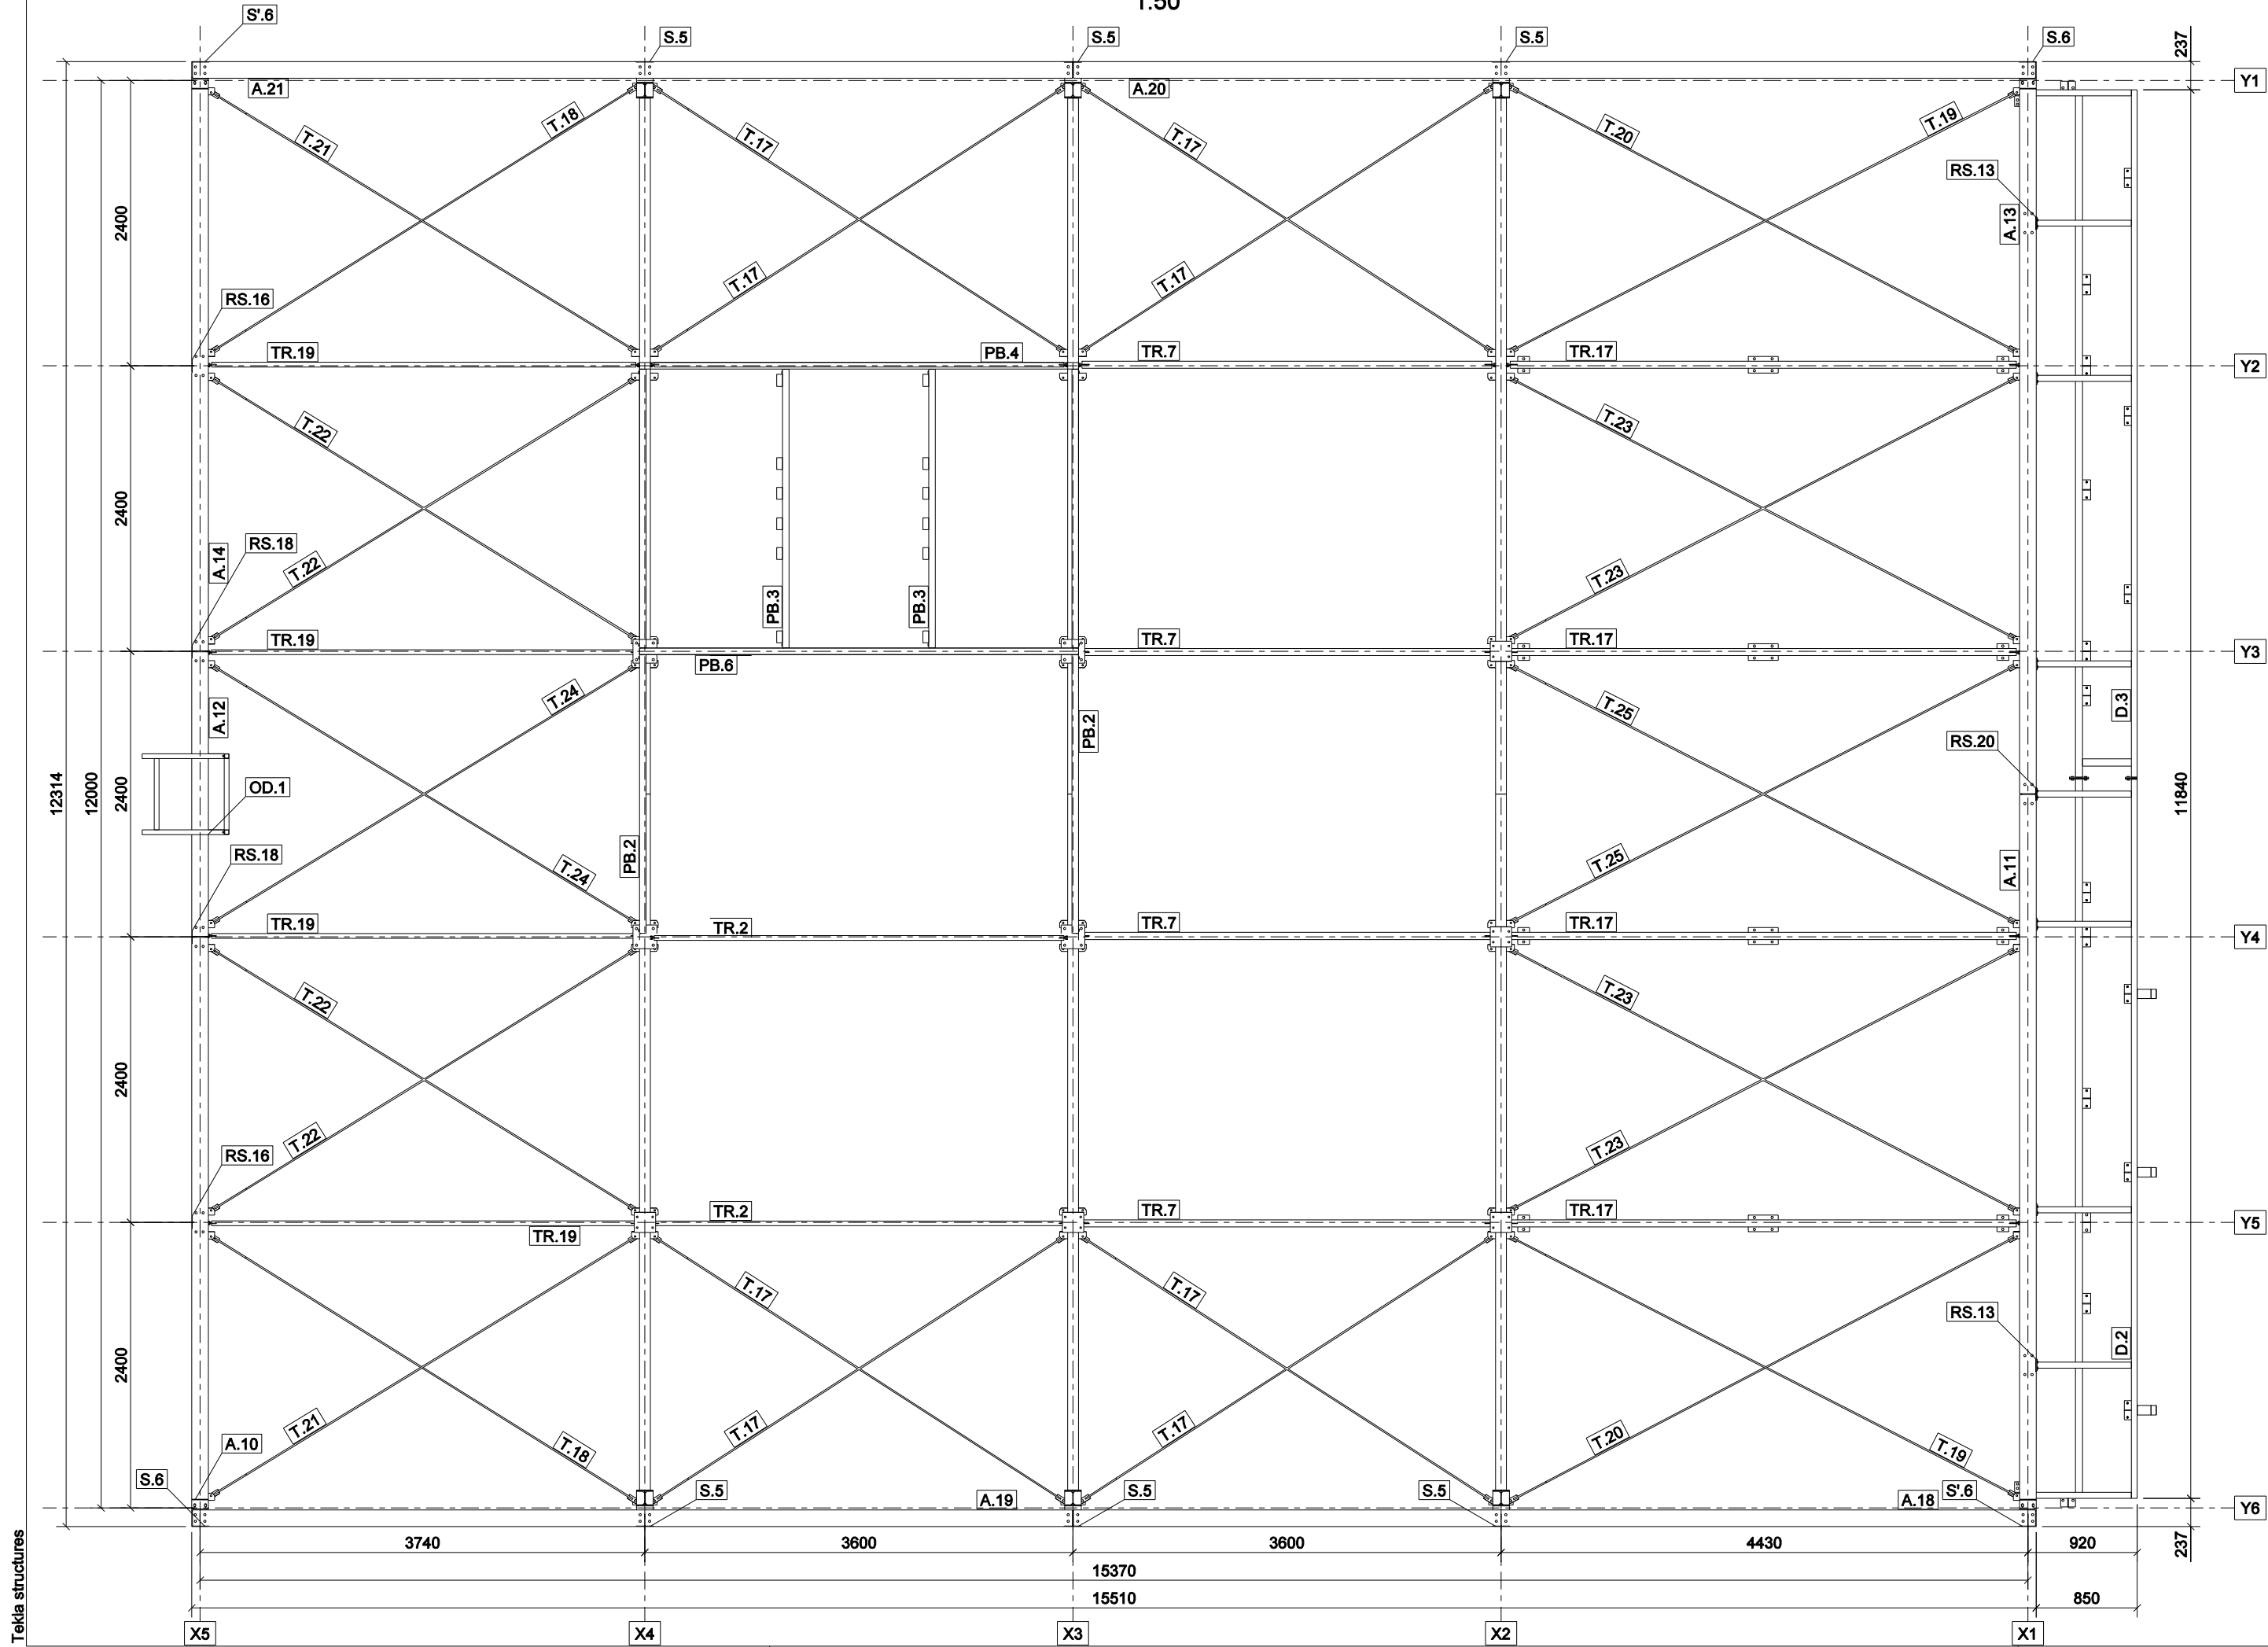 1:50
S'.6
S.5
S.5
S.5
S.6
237
Y1
A.21
A.20
T.21
T.18
T.17
T.17
T.20
T.19
RS.13
A.13
2400
T.17
T.17
RS.16
TR.19
PB.4
TR.7
TR.17
Y2
T.22
T.23
2400
RS.18
A.14
T.22
PB.3
PB.3
T.23
TR.19
PB.6
TR.7
TR.17
Y3
A.12
T.24
PB.2
T.25
D.3
RS.20
12314
12000
2400
OD.1
11840
RS.18
PB.2
T.24
T.25
A.11
TR.19
TR.2
TR.7
TR.17
Y4
T.22
T.23
2400
T.22
T.23
RS.16
TR.19
TR.2
TR.7
TR.17
Y5
T.17
T.17
RS.13
D.2
2400
T.21
T.18
T.17
T.17
T.20
T.19
A.10
S.6
S.5
A.19
S.5
S.5
A.18
S'.6
Y6
3740
3600
3600
4430
920
237
15370
15510
850
X5
X4
X3
X2
X1
Tekla structures